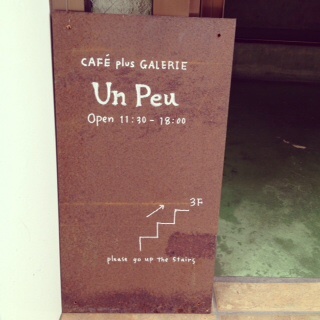 CAFÉ plus GALERIE
Un Peu
Open 11:30 - 18:00
3F
please go up the stairs